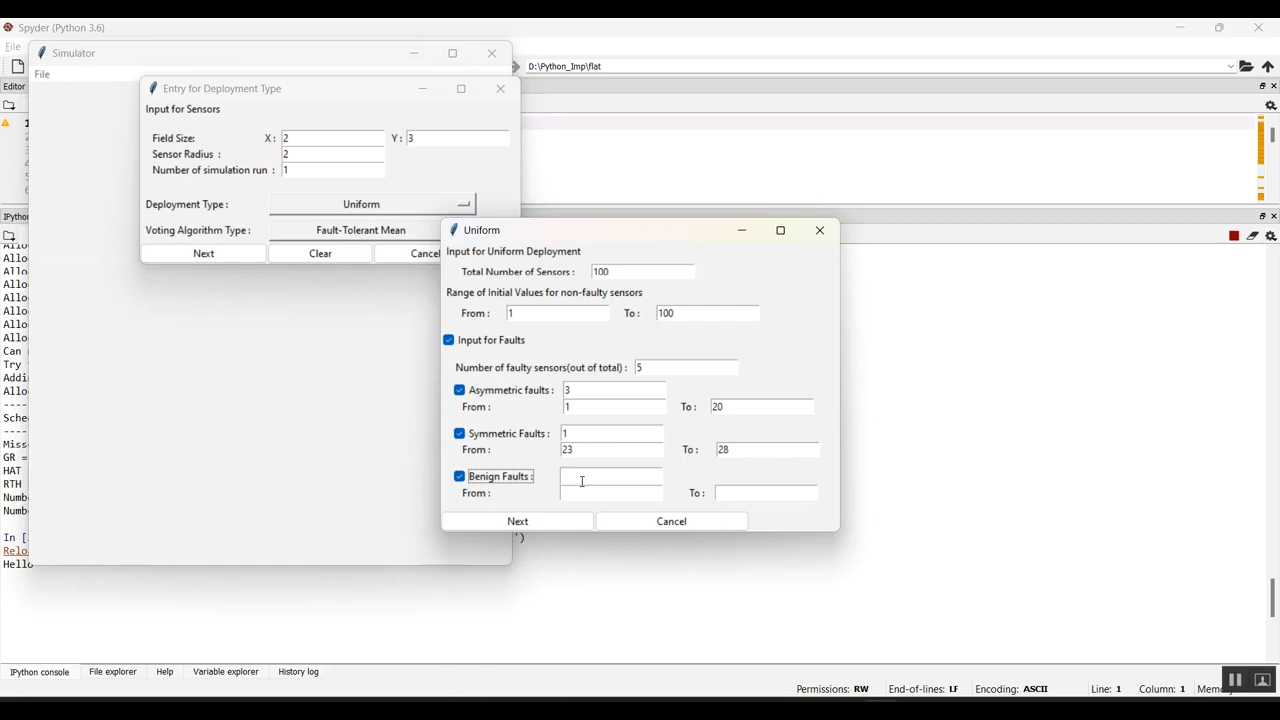 Spyder (Python 3.6)
File
Simulator
File
D:\Python_Imp\flat
Editor
Entry for Deployment Type
Input for Sensors
Field Size: X : 2 Y : 3
Sensor Radius : 2
Number of simulation run : 1
Deployment Type : Uniform
Voting Algorithm Type : Fault-Tolerant Mean
Next Clear Cancel
Uniform
Input for Uniform Deployment
Total Number of Sensors : 100
Range of Initial Values for non-faulty sensors
From : 1 To : 100
Input for Faults
Number of faulty sensors(out of total) : 5
Asymmetric faults : 3
From : 1 To : 20
Symmetric Faults : 1
From : 23 To : 28
Benign Faults :
From : To :
Next Cancel
Can
Try
GR =
HAT
RTH
In [
')
IPython console File explorer Help Variable explorer History log
Permissions: RW End-of-lines: LF Encoding: ASCII Line: 1 Column: 1